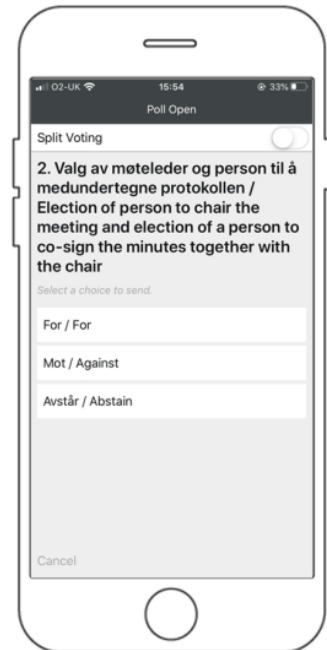 O2-UK 15:54 33%
Poll Open
Split Voting
2. Valg av møteleder og person til å
medundertegne protokollen /
Election of person to chair the
meeting and election of a person to
co-sign the minutes together with
the chair
Select a choice to send.
For / For
Mot / Against
Avstår / Abstain
Cancel